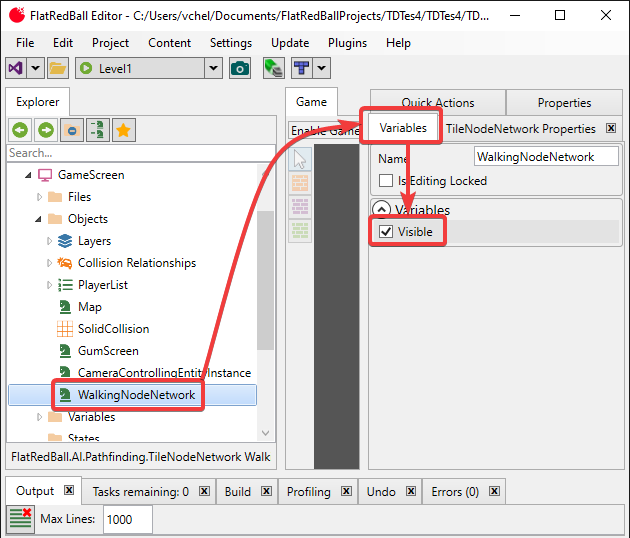 FlatRedBall Editor - C:/Users/vchel/Documents/FlatRedBallProjects/TDTes4/TDTes4/TD...
File Edit Project Content Settings Update Plugins Help
Level1
Explorer
Search...
GameScreen
Files
Objects
Layers
Collision Relationships
PlayerList
Map
SolidCollision
GumScreen
CameraControllingEntityInstance
WalkingNodeNetwork
Variables
States
FlatRedBall.AI.Pathfinding.TileNodeNetwork Walk
Game
Enable Game
Quick Actions Properties
Variables TileNodeNetwork Properties
Name WalkingNodeNetwork
Is Editing Locked
Variables
Visible
Output Tasks remaining: 0 Build Profiling Undo Errors (0)
Max Lines: 1000